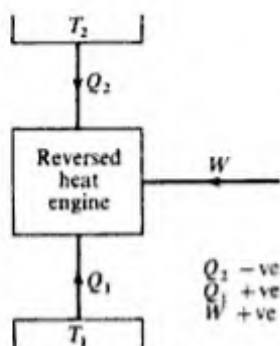 T₂
Q₂
Reversed
heat
engine
W
Q₁
T₁
Q₂ −ve
Q₁ +ve
W +ve